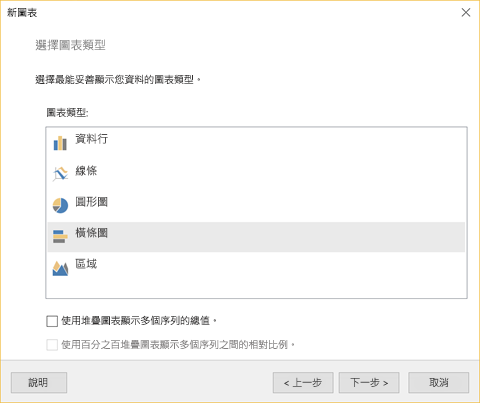 新圖表
選擇圖表類型
選擇最能妥善顯示您資料的圖表類型。
圖表類型:
資料行
線條
圓形圖
橫條圖
區域
使用堆疊圖表顯示多個序列的總值。
使用百分之百堆疊圖表顯示多個序列之間的相對比例。
說明
< 上一步
下一步 >
取消